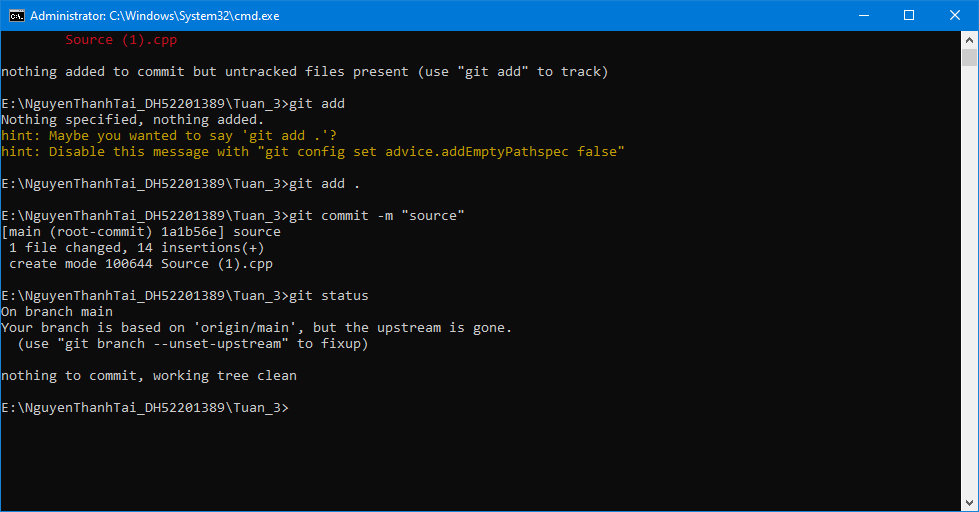 Administrator: C:\Windows\System32\cmd.exe
Source (1).cpp
nothing added to commit but untracked files present (use "git add" to track)
E:\NguyenThanhTai_DH52201389\Tuan_3>git add
Nothing specified, nothing added.
hint: Maybe you wanted to say 'git add .'?
hint: Disable this message with "git config set advice.addEmptyPathspec false"
E:\NguyenThanhTai_DH52201389\Tuan_3>git add .
E:\NguyenThanhTai_DH52201389\Tuan_3>git commit -m "source"
[main (root-commit) 1a1b56e] source
 1 file changed, 14 insertions(+)
 create mode 100644 Source (1).cpp
E:\NguyenThanhTai_DH52201389\Tuan_3>git status
On branch main
Your branch is based on 'origin/main', but the upstream is gone.
  (use "git branch --unset-upstream" to fixup)
nothing to commit, working tree clean
E:\NguyenThanhTai_DH52201389\Tuan_3>